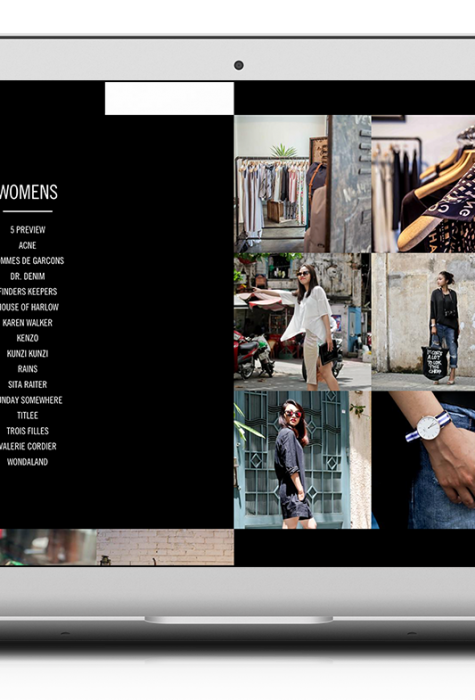 WOMENS
5 PREVIEW
ACNE
OMMES DE GARCONS
DR. DENIM
FINDERS KEEPERS
HOUSE OF HARLOW
KAREN WALKER
KENZO
KUNZI KUNZI
RAINS
SITA RAITER
UNDAY SOMEWHERE
TITLEE
TROIS FILLES
VALERIE CORDIER
WONDALAND